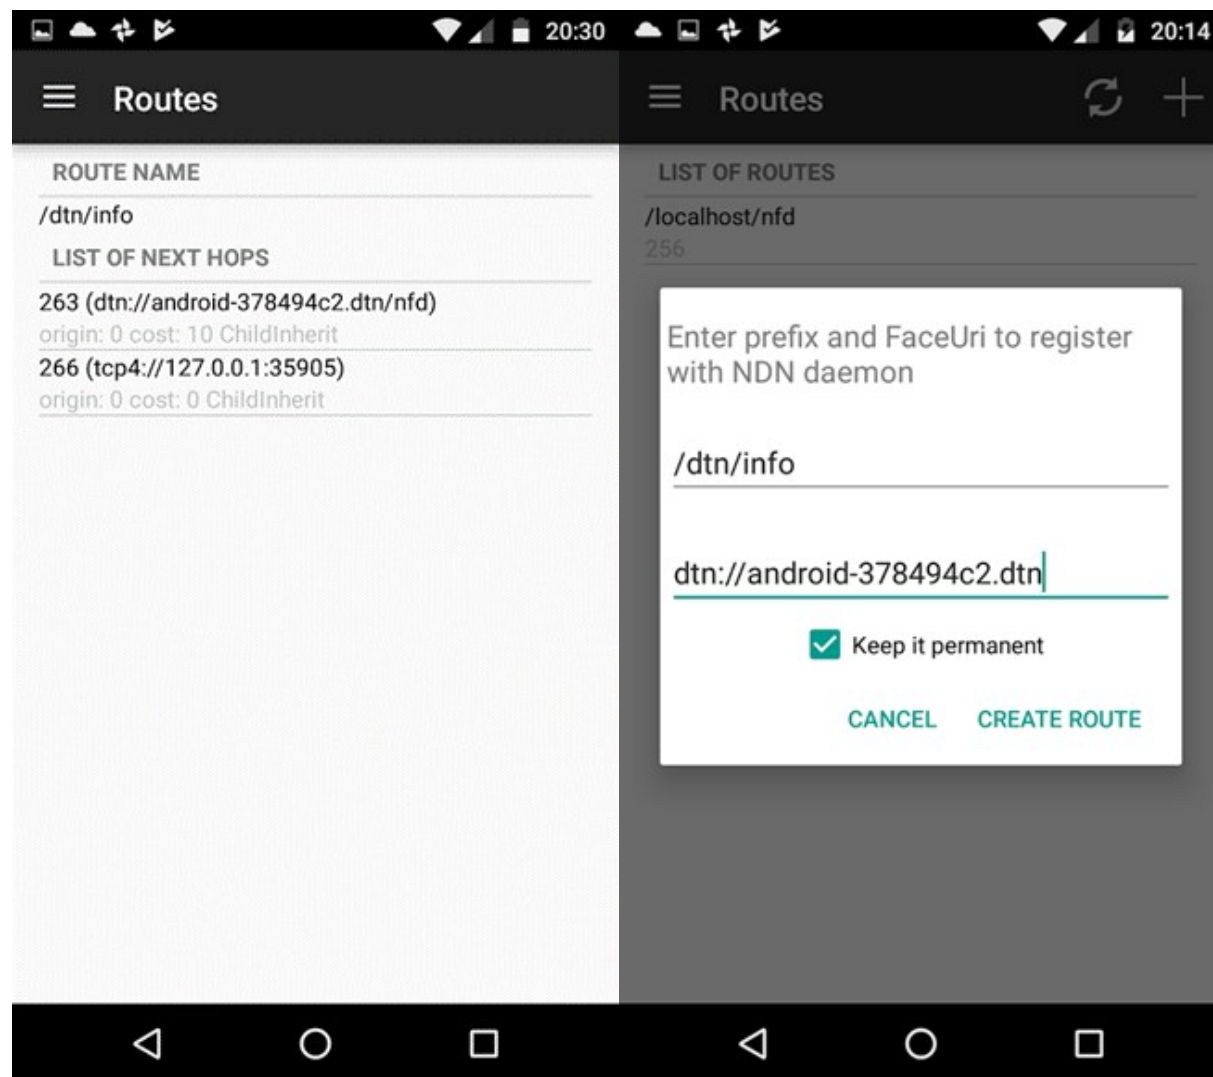 20:30
Routes
ROUTE NAME
/dtn/info
LIST OF NEXT HOPS
263 (dtn://android-378494c2.dtn/nfd)
origin: 0 cost: 10 ChildInherit
266 (tcp4://127.0.0.1:35905)
origin: 0 cost: 0 ChildInherit
20:14
Routes
LIST OF ROUTES
/localhost/nfd
256
Enter prefix and FaceUri to register
with NDN daemon
/dtn/info
dtn://android-378494c2.dtn
Keep it permanent
CANCEL CREATE ROUTE